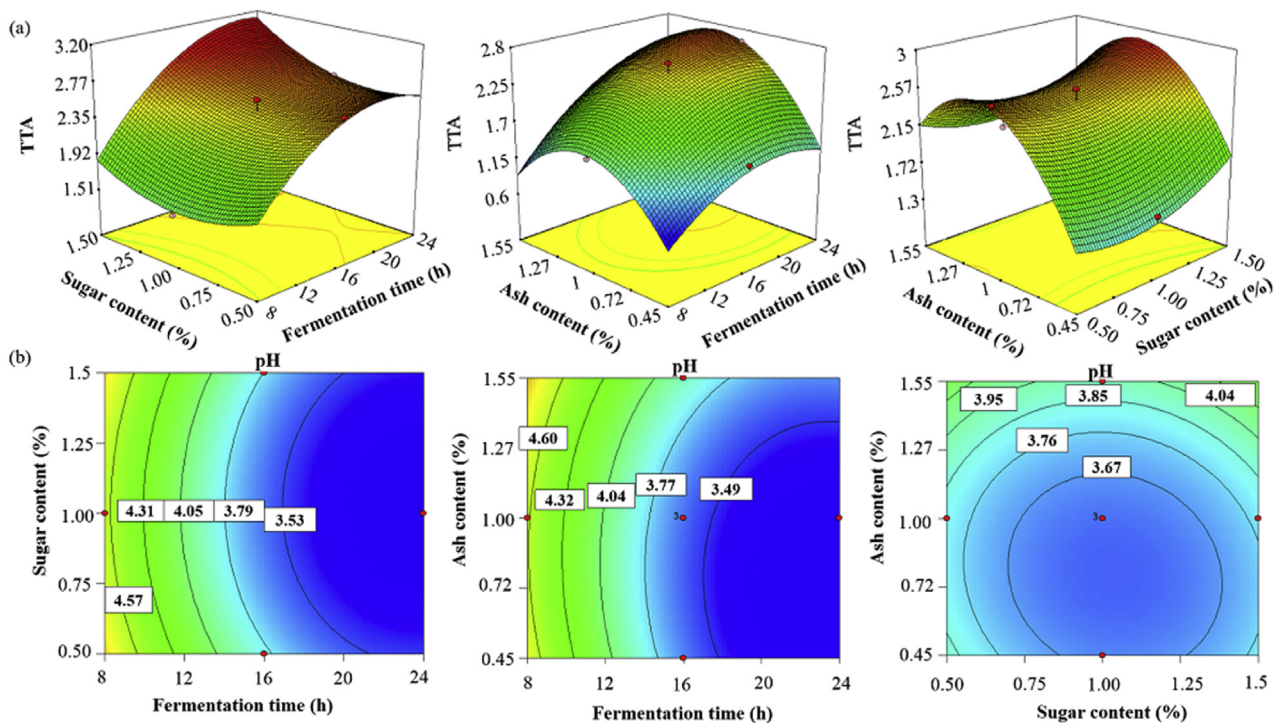 (a)
3.20
2.77
2.35
1.92
1.51
TTA
1.50
1.25
1.00
0.75
0.50
Sugar content (%)
8
12
16
20
24
Fermentation time (h)
2.8
2.25
1.7
1.15
0.6
TTA
1.55
1.27
1
0.72
0.45
Ash content (%)
8
12
16
20
24
Fermentation time (h)
3
2.57
2.15
1.72
1.3
TTA
1.55
1.27
1
0.72
0.45
Ash content (%)
0.50
0.75
1.00
1.25
1.50
Sugar content (%)
(b)
pH
1.5
1.25
1.00
0.75
0.50
Sugar content (%)
4.31 4.05 3.79 3.53
4.57
8 12 16 20 24
Fermentation time (h)
1.55
1.27
1.00
0.72
0.45
Ash content (%)
4.60
4.32 4.04 3.77 3.49
3
8 12 16 20 24
Fermentation time (h)
pH
1.55
1.27
1.00
0.72
0.45
Ash content (%)
3.95 3.85 4.04
3.76
3.67
3
0.50 1.00 1.5
Sugar content (%)